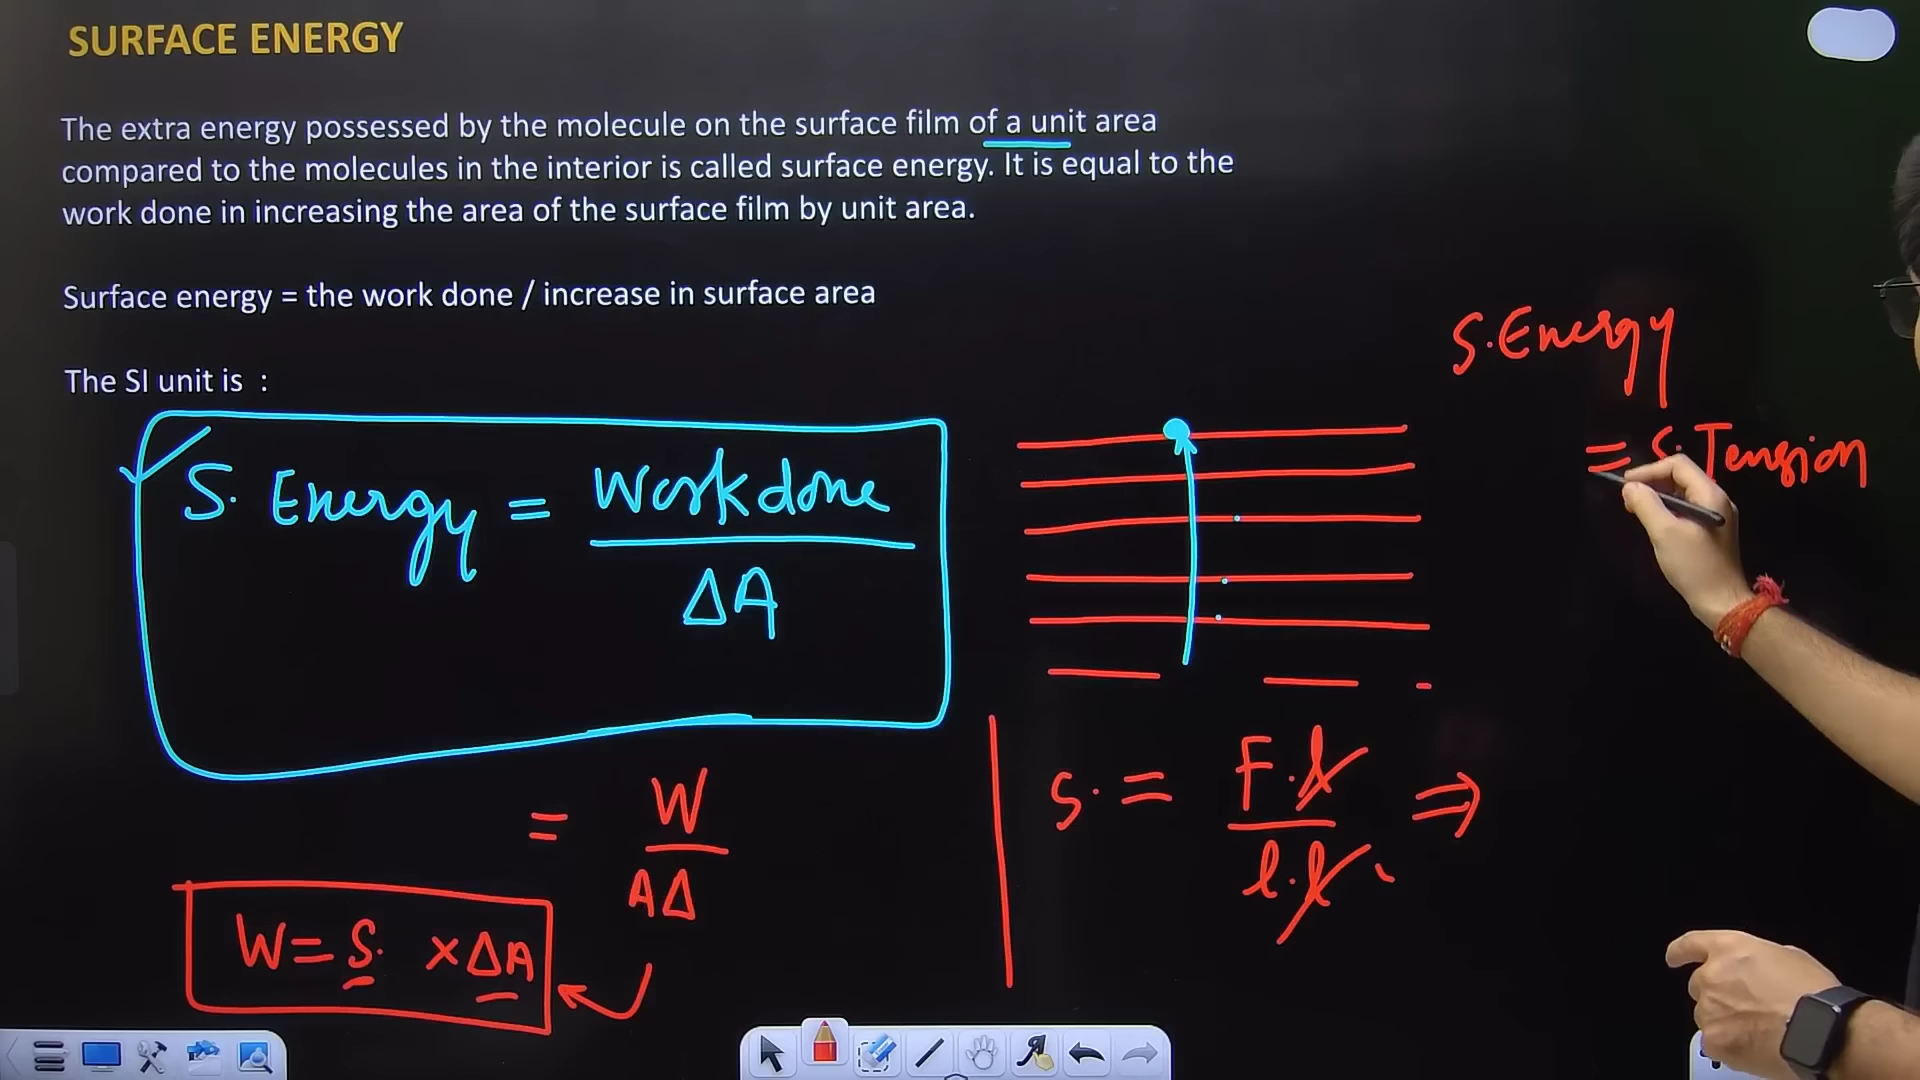 SURFACE ENERGY
The extra energy possessed by the molecule on the surface film of a unit area
compared to the molecules in the interior is called surface energy. It is equal to the
work done in increasing the area of the surface film by unit area.
Surface energy = the work done / increase in surface area
The SI unit is :
S. Energy = Workdone
ΔA
= W
AΔ
W = S. × ΔA
S.Energy
= S.Tension
S. = F.l ⇒
l.l